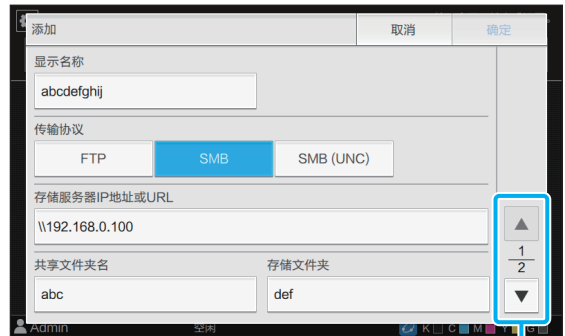 添加 取消 确定
显示名称
abcdefghij
传输协议
FTP SMB SMB (UNC)
存储服务器IP地址或URL
\\192.168.0.100
1
2
共享文件夹名 存储文件夹
abc def
Admin 空闲 K C M Y G